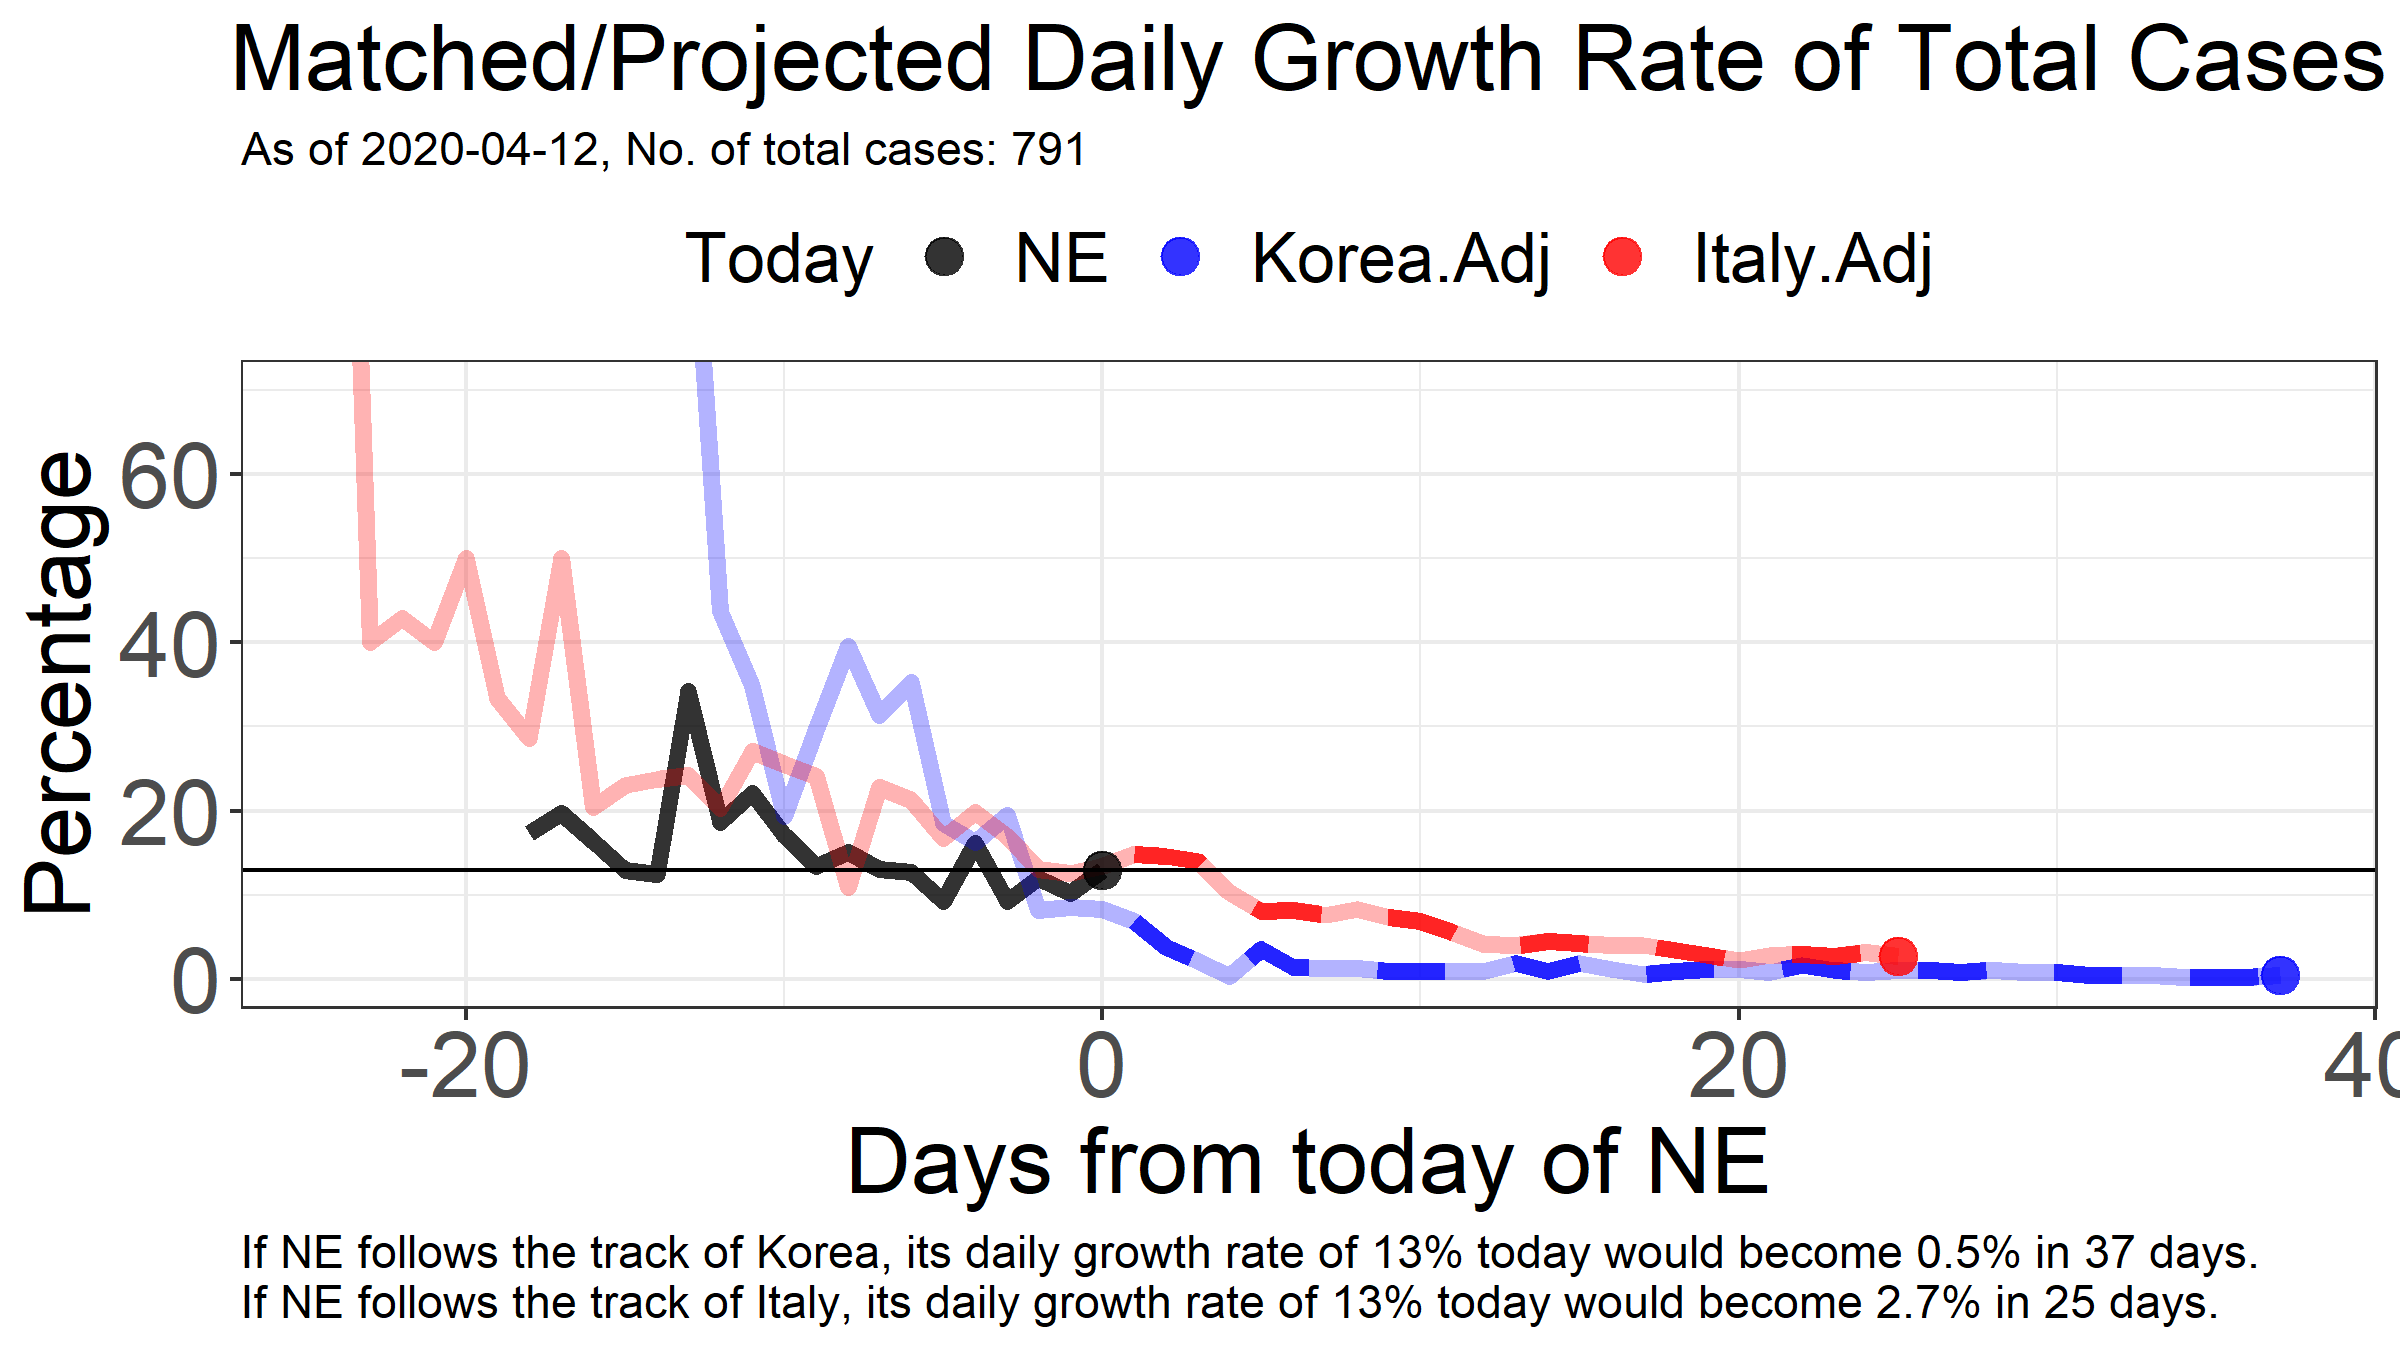 Matched/Projected Daily Growth Rate of Total Cases
As of 2020-04-12, No. of total cases: 791
Today NE Korea.Adj Italy.Adj
Percentage
60
40
20
0
-20 0 20 40
Days from today of NE
If NE follows the track of Korea, its daily growth rate of 13% today would become 0.5% in 37 days.
If NE follows the track of Italy, its daily growth rate of 13% today would become 2.7% in 25 days.